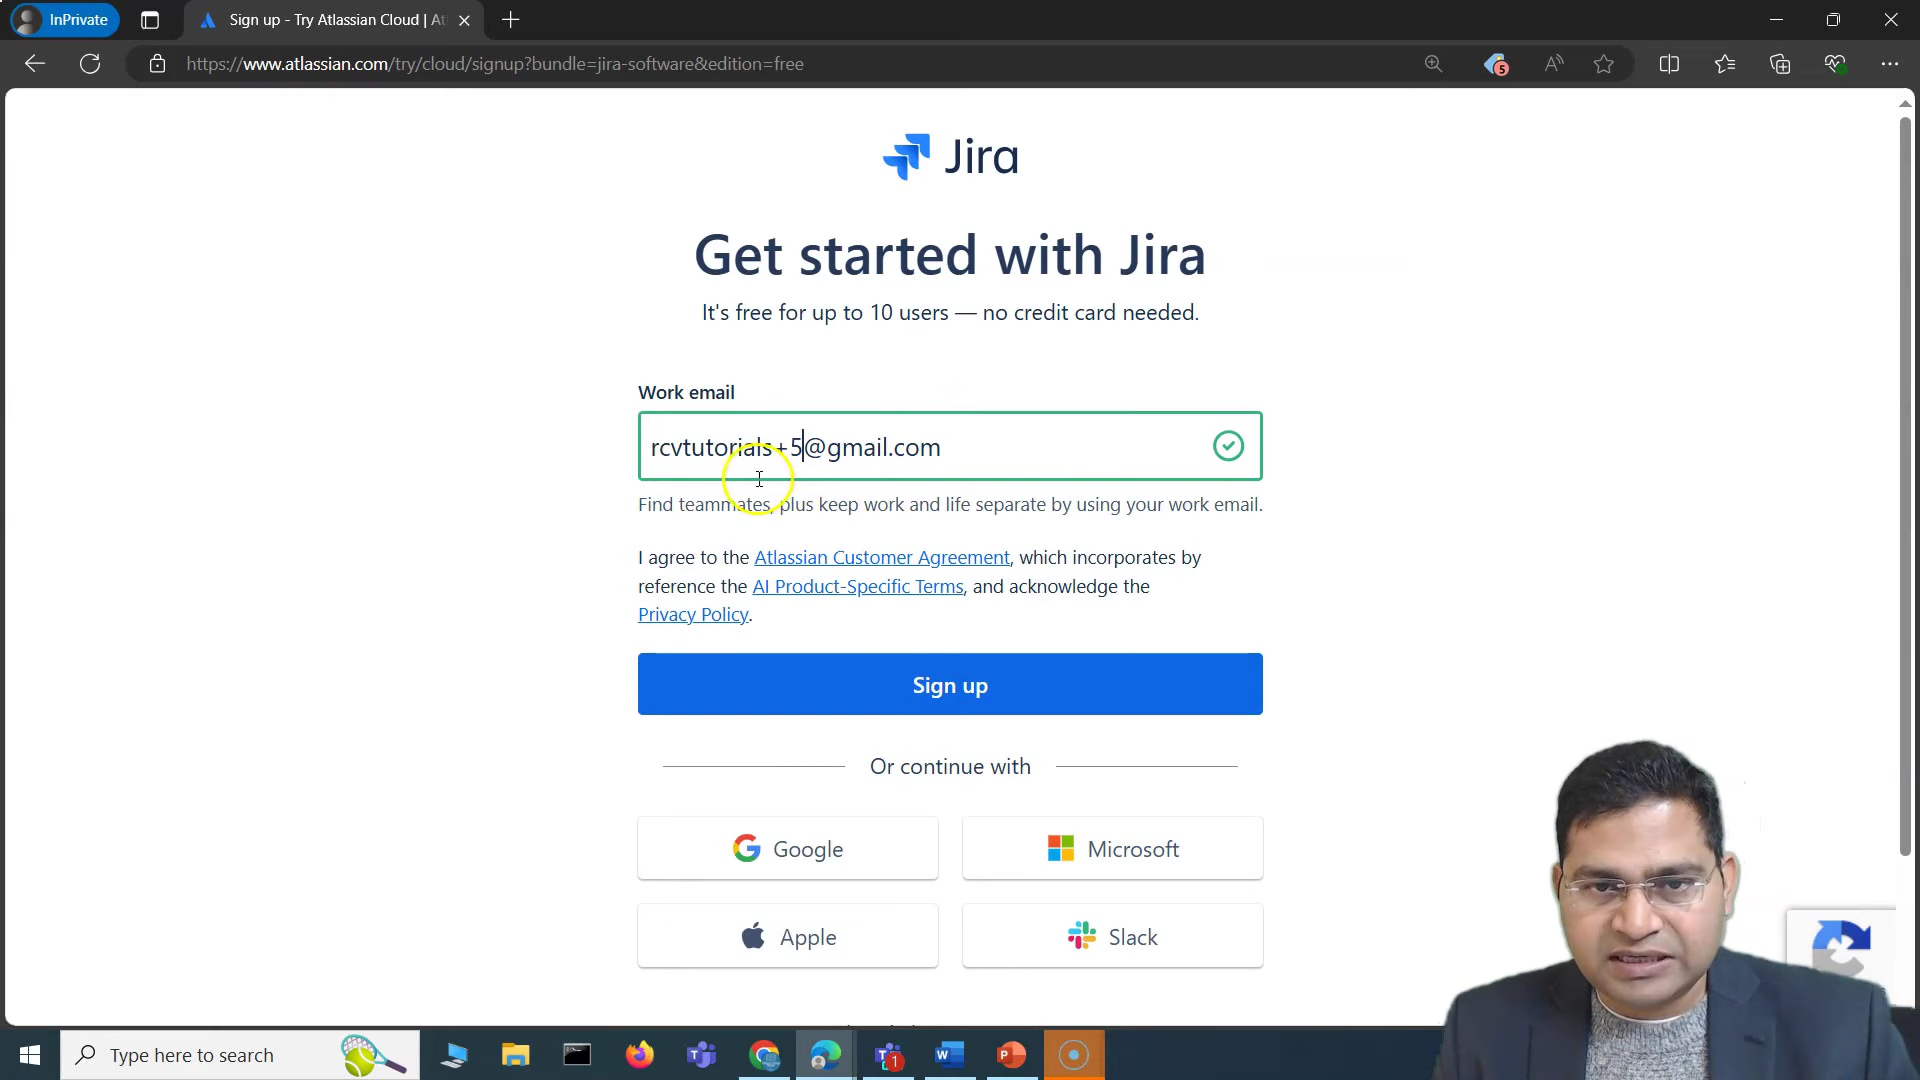 InPrivate
Sign up - Try Atlassian Cloud | At
https://www.atlassian.com/try/cloud/signup?bundle=jira-software&edition=free
5
Jira
Get started with Jira
It's free for up to 10 users — no credit card needed.
Work email
rcvtutorials+5@gmail.com
Find teammates, plus keep work and life separate by using your work email.
I agree to the Atlassian Customer Agreement, which incorporates by
reference the AI Product-Specific Terms, and acknowledge the
Privacy Policy.
Sign up
Or continue with
Google
Microsoft
Apple
Slack
Type here to search
1